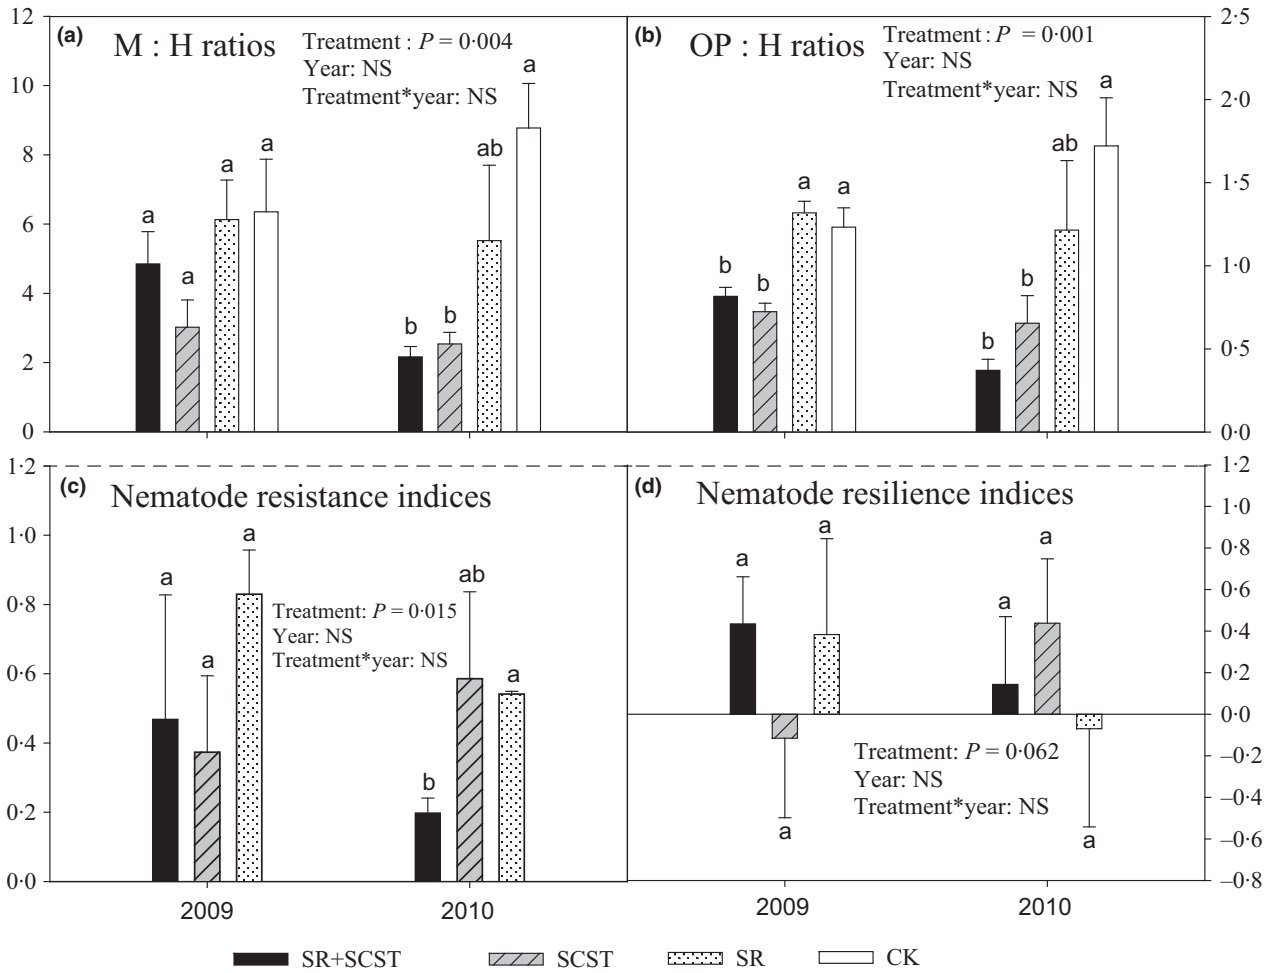 (a) M : H ratios
Treatment : P = 0·004
Year: NS
Treatment*year: NS
12
10
8
6
4
2
0
a
a
a
a
b
b
ab
a
(b) OP : H ratios
Treatment : P = 0·001
Year: NS
Treatment*year: NS
2·5
2·0
1·5
1·0
0·5
0·0
b
b
a
a
b
b
ab
a
(c) Nematode resistance indices
Treatment: P = 0·015
Year: NS
Treatment*year: NS
1·2
1·0
0·8
0·6
0·4
0·2
0·0
a
a
a
b
ab
a
2009 2010
(d) Nematode resilience indices
Treatment: P = 0·062
Year: NS
Treatment*year: NS
1·2
1·0
0·8
0·6
0·4
0·2
0·0
–0·2
–0·4
–0·6
–0·8
a
a
a
a
a
a
2009 2010
SR+SCST SCST SR CK